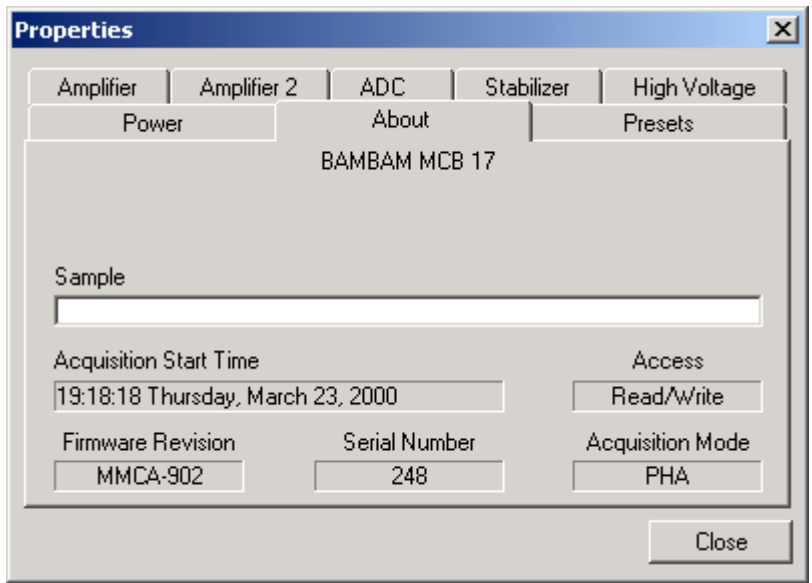 Properties
Amplifier Amplifier 2 ADC Stabilizer High Voltage
Power About Presets
BAMBAM MCB 17
Sample
Acquisition Start Time Access
19:18:18 Thursday, March 23, 2000 Read/Write
Firmware Revision Serial Number Acquisition Mode
MMCA-902 248 PHA
Close